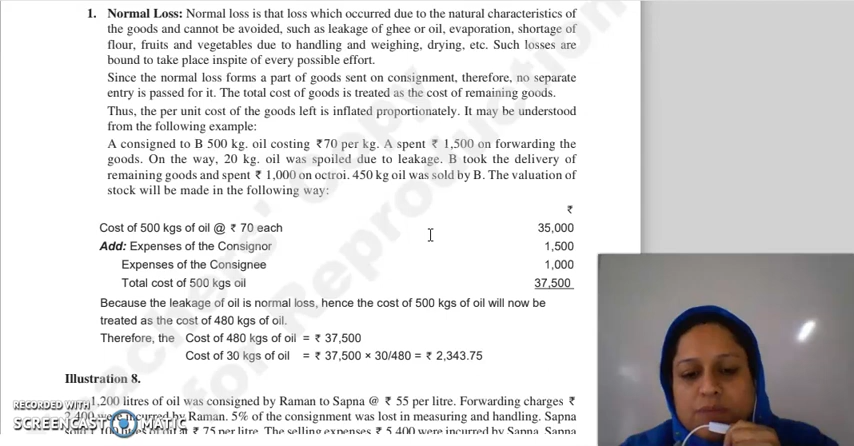 1. Normal Loss: Normal loss is that loss which occurred due to the natural characteristics of
the goods and cannot be avoided, such as leakage of ghee or oil, evaporation, shortage of
flour, fruits and vegetables due to handling and weighing, drying, etc. Such losses are
bound to take place inspite of every possible effort.
Since the normal loss forms a part of goods sent on consignment, therefore, no separate
entry is passed for it. The total cost of goods is treated as the cost of remaining goods.
Thus, the per unit cost of the goods left is inflated proportionately. It may be understood
from the following example:
A consigned to B 500 kg. oil costing ₹70 per kg. A spent ₹ 1,500 on forwarding the
goods. On the way, 20 kg. oil was spoiled due to leakage. B took the delivery of
remaining goods and spent ₹ 1,000 on octroi. 450 kg oil was sold by B. The valuation of
stock will be made in the following way:
₹
Cost of 500 kgs of oil @ ₹ 70 each 35,000
Add: Expenses of the Consignor 1,500
Expenses of the Consignee 1,000
Total cost of 500 kgs oil 37,500
Because the leakage of oil is normal loss, hence the cost of 500 kgs of oil will now be
treated as the cost of 480 kgs of oil.
Therefore, the Cost of 480 kgs of oil = ₹ 37,500
Cost of 30 kgs of oil = ₹ 37,500 × 30/480 = ₹ 2,343.75
Illustration 8.
1,200 litres of oil was consigned by Raman to Sapna @ ₹ 55 per litre. Forwarding charges ₹
2,400 were incurred by Raman. 5% of the consignment was lost in measuring and handling. Sapna
₹ 75 per litre. The selling expenses ₹ 5,400 were incurred by Sapna. Sapna
RECORDED WITH
SCREENCAST MATIC